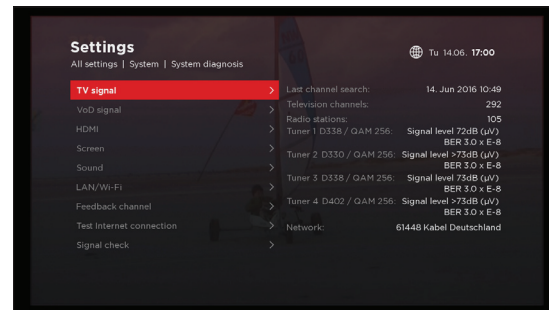 Settings
Tu 14.06. 17:00
All settings | System | System diagnosis
TV signal >
VoD signal >
HDMI >
Screen >
Sound >
LAN/Wi-Fi >
Feedback channel >
Test Internet connection >
Signal check >
Last channel search: 14. Jun 2016 10:49
Television channels: 292
Radio stations: 105
Tuner 1 D338 / QAM 256: Signal level 72dB (µV)
BER 3.0 x E-8
Tuner 2 D330 / QAM 256: Signal level >73dB (µV)
BER 3.0 x E-8
Tuner 3 D338 / QAM 256: Signal level 73dB (µV)
BER 3.0 x E-8
Tuner 4 D402 / QAM 256: Signal level >73dB (µV)
BER 3.0 x E-8
Network: 61448 Kabel Deutschland